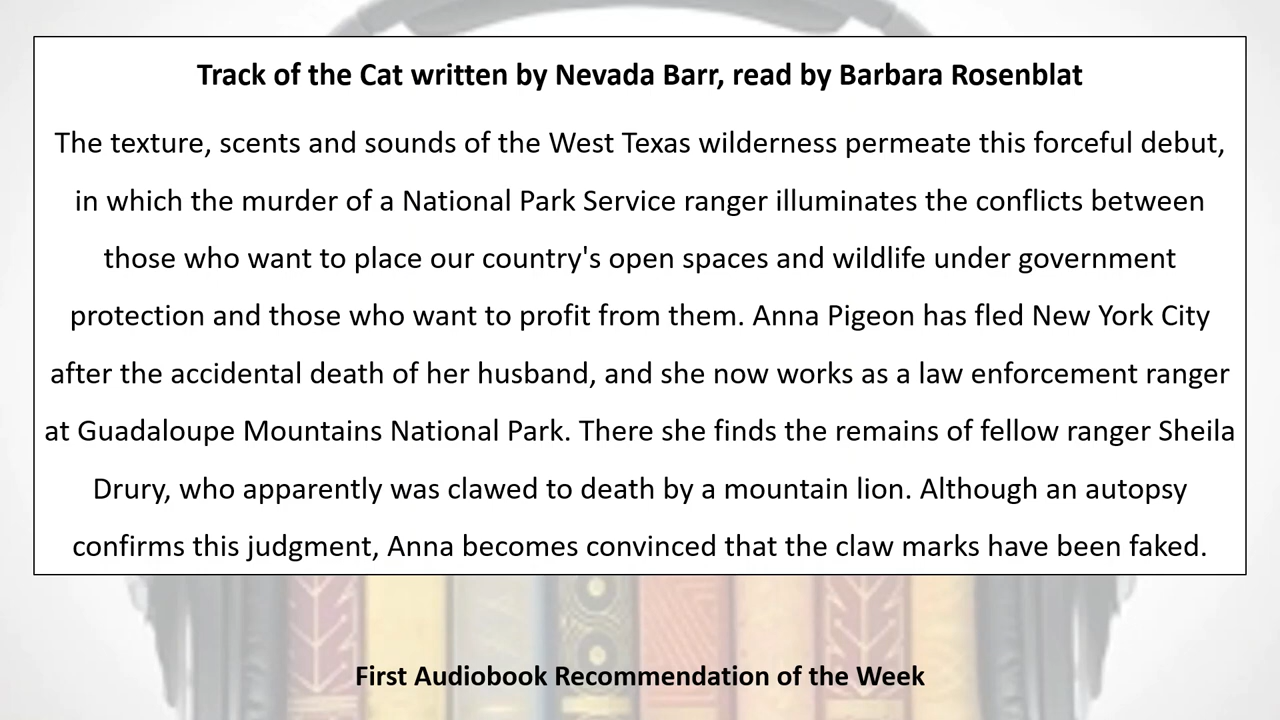 Track of the Cat written by Nevada Barr, read by Barbara Rosenblat
The texture, scents and sounds of the West Texas wilderness permeate this forceful debut,
in which the murder of a National Park Service ranger illuminates the conflicts between
those who want to place our country's open spaces and wildlife under government
protection and those who want to profit from them. Anna Pigeon has fled New York City
after the accidental death of her husband, and she now works as a law enforcement ranger
at Guadaloupe Mountains National Park. There she finds the remains of fellow ranger Sheila
Drury, who apparently was clawed to death by a mountain lion. Although an autopsy
confirms this judgment, Anna becomes convinced that the claw marks have been faked.
First Audiobook Recommendation of the Week